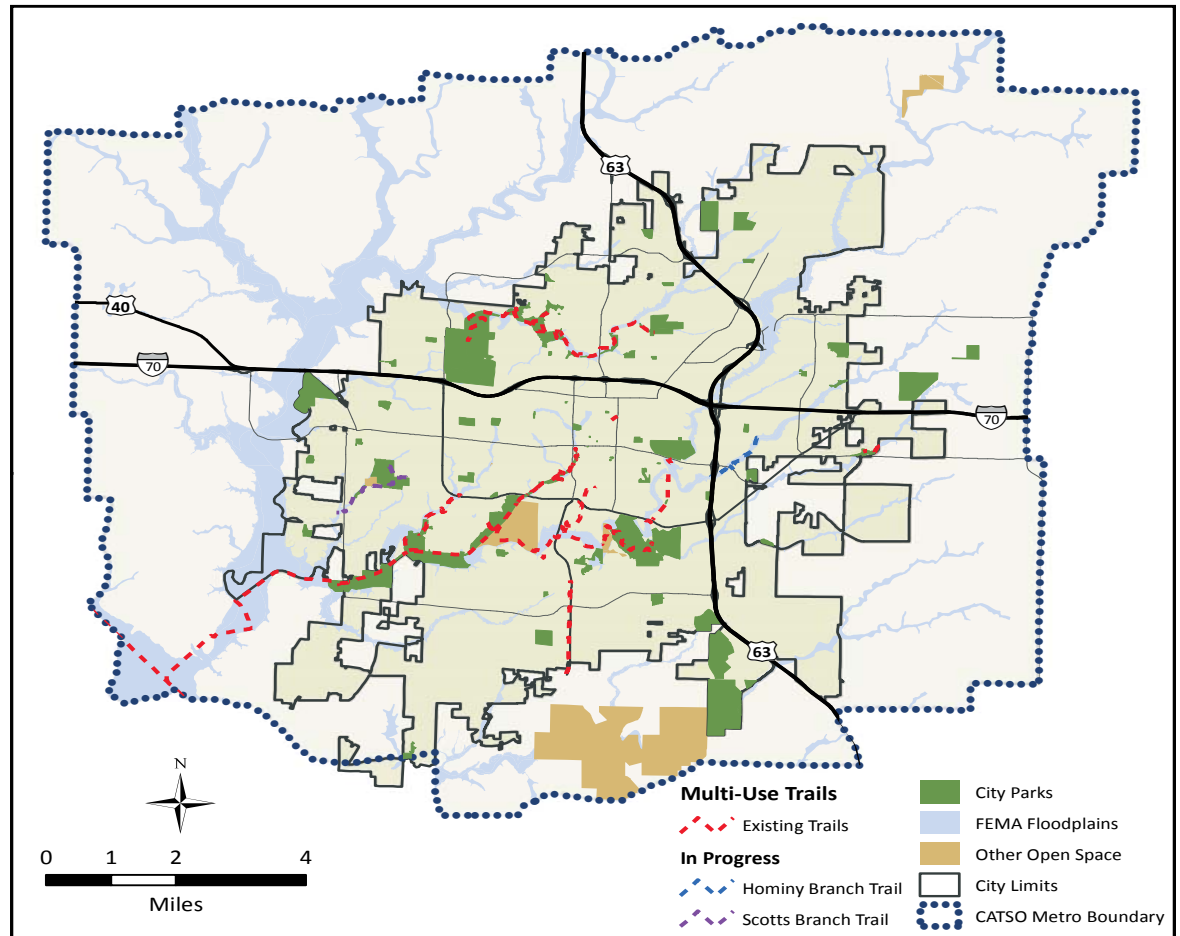 63
40
70
70
63
N
0 1 2 4
Miles
Multi-Use Trails
Existing Trails
In Progress
Hominy Branch Trail
Scotts Branch Trail
City Parks
FEMA Floodplains
Other Open Space
City Limits
CATSO Metro Boundary